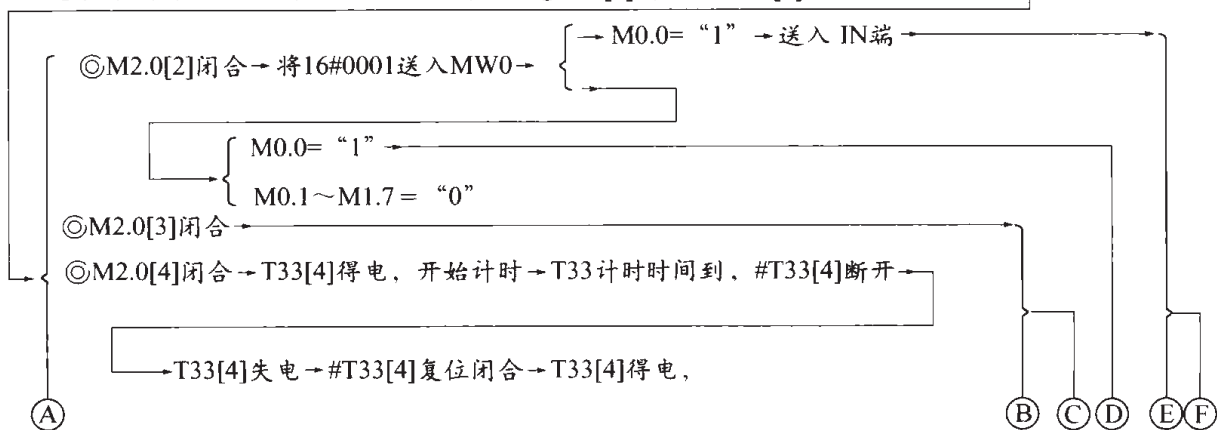 M0.0=“1”→送入 IN端→
◎M2.0[2]闭合→将16#0001送入MW0→
M0.0=“1”
M0.1～M1.7=“0”
◎M2.0[3]闭合→
◎M2.0[4]闭合→T33[4]得电，开始计时→T33计时时间到，#T33[4]断开→
→T33[4]失电→#T33[4]复位闭合→T33[4]得电，
Ⓐ Ⓑ Ⓒ Ⓓ Ⓔ Ⓕ